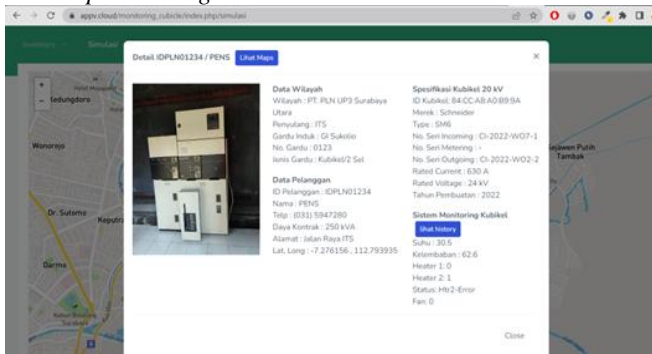 appv.cloud/monitoring_cubicle/index.php/simulasi
Simulasi
Detail IDPLN01234 / PENS
Lihat Maps
Data Wilayah
Wilayah : PT. PLN UP3 Surabaya
Utara
Penyulang : ITS
Gardu Induk : GI Sukolilo
No. Gardu : 0123
Jenis Gardu : Kubikel/2 Sel
Data Pelanggan
ID Pelanggan : IDPLN01234
Nama : PENS
Telp : (031) 5947280
Daya Kontrak : 250 kVA
Alamat : Jalan Raya ITS
Lat, Long : -7.276156 , 112.793935
Spesifikasi Kubikel 20 kV
ID Kubikel: 84:CC:A8:A0:B9:9A
Merek : Schneider
Type : SM6
No. Seri Incoming : CI-2022-WO7-1
No. Seri Metering : -
No. Seri Outgoing : CI-2022-WO2-2
Rated Current : 630 A
Rated Voltage : 24 kV
Tahun Pembuatan : 2022
Sistem Monitoring Kubikel
lihat history
Suhu : 30.5
Kelembaban : 62.6
Heater 1: 0
Heater 2: 1
Status: Htr2-Error
Fan: 0
Close
Wonorejo
Dr. Sutomo
Keputra
Darmo
Tambak